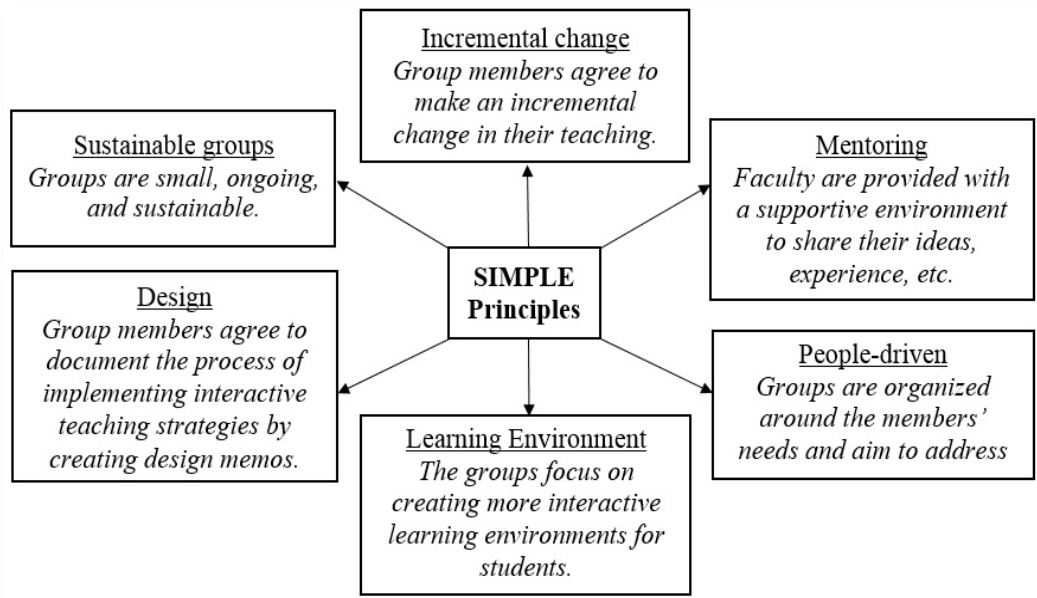 Incremental change
Group members agree to
make an incremental
change in their teaching.
Sustainable groups
Groups are small, ongoing,
and sustainable.
Mentoring
Faculty are provided with
a supportive environment
to share their ideas,
experience, etc.
SIMPLE
Principles
Design
Group members agree to
document the process of
implementing interactive
teaching strategies by
creating design memos.
People-driven
Groups are organized
around the members’
needs and aim to address
Learning Environment
The groups focus on
creating more interactive
learning environments for
students.